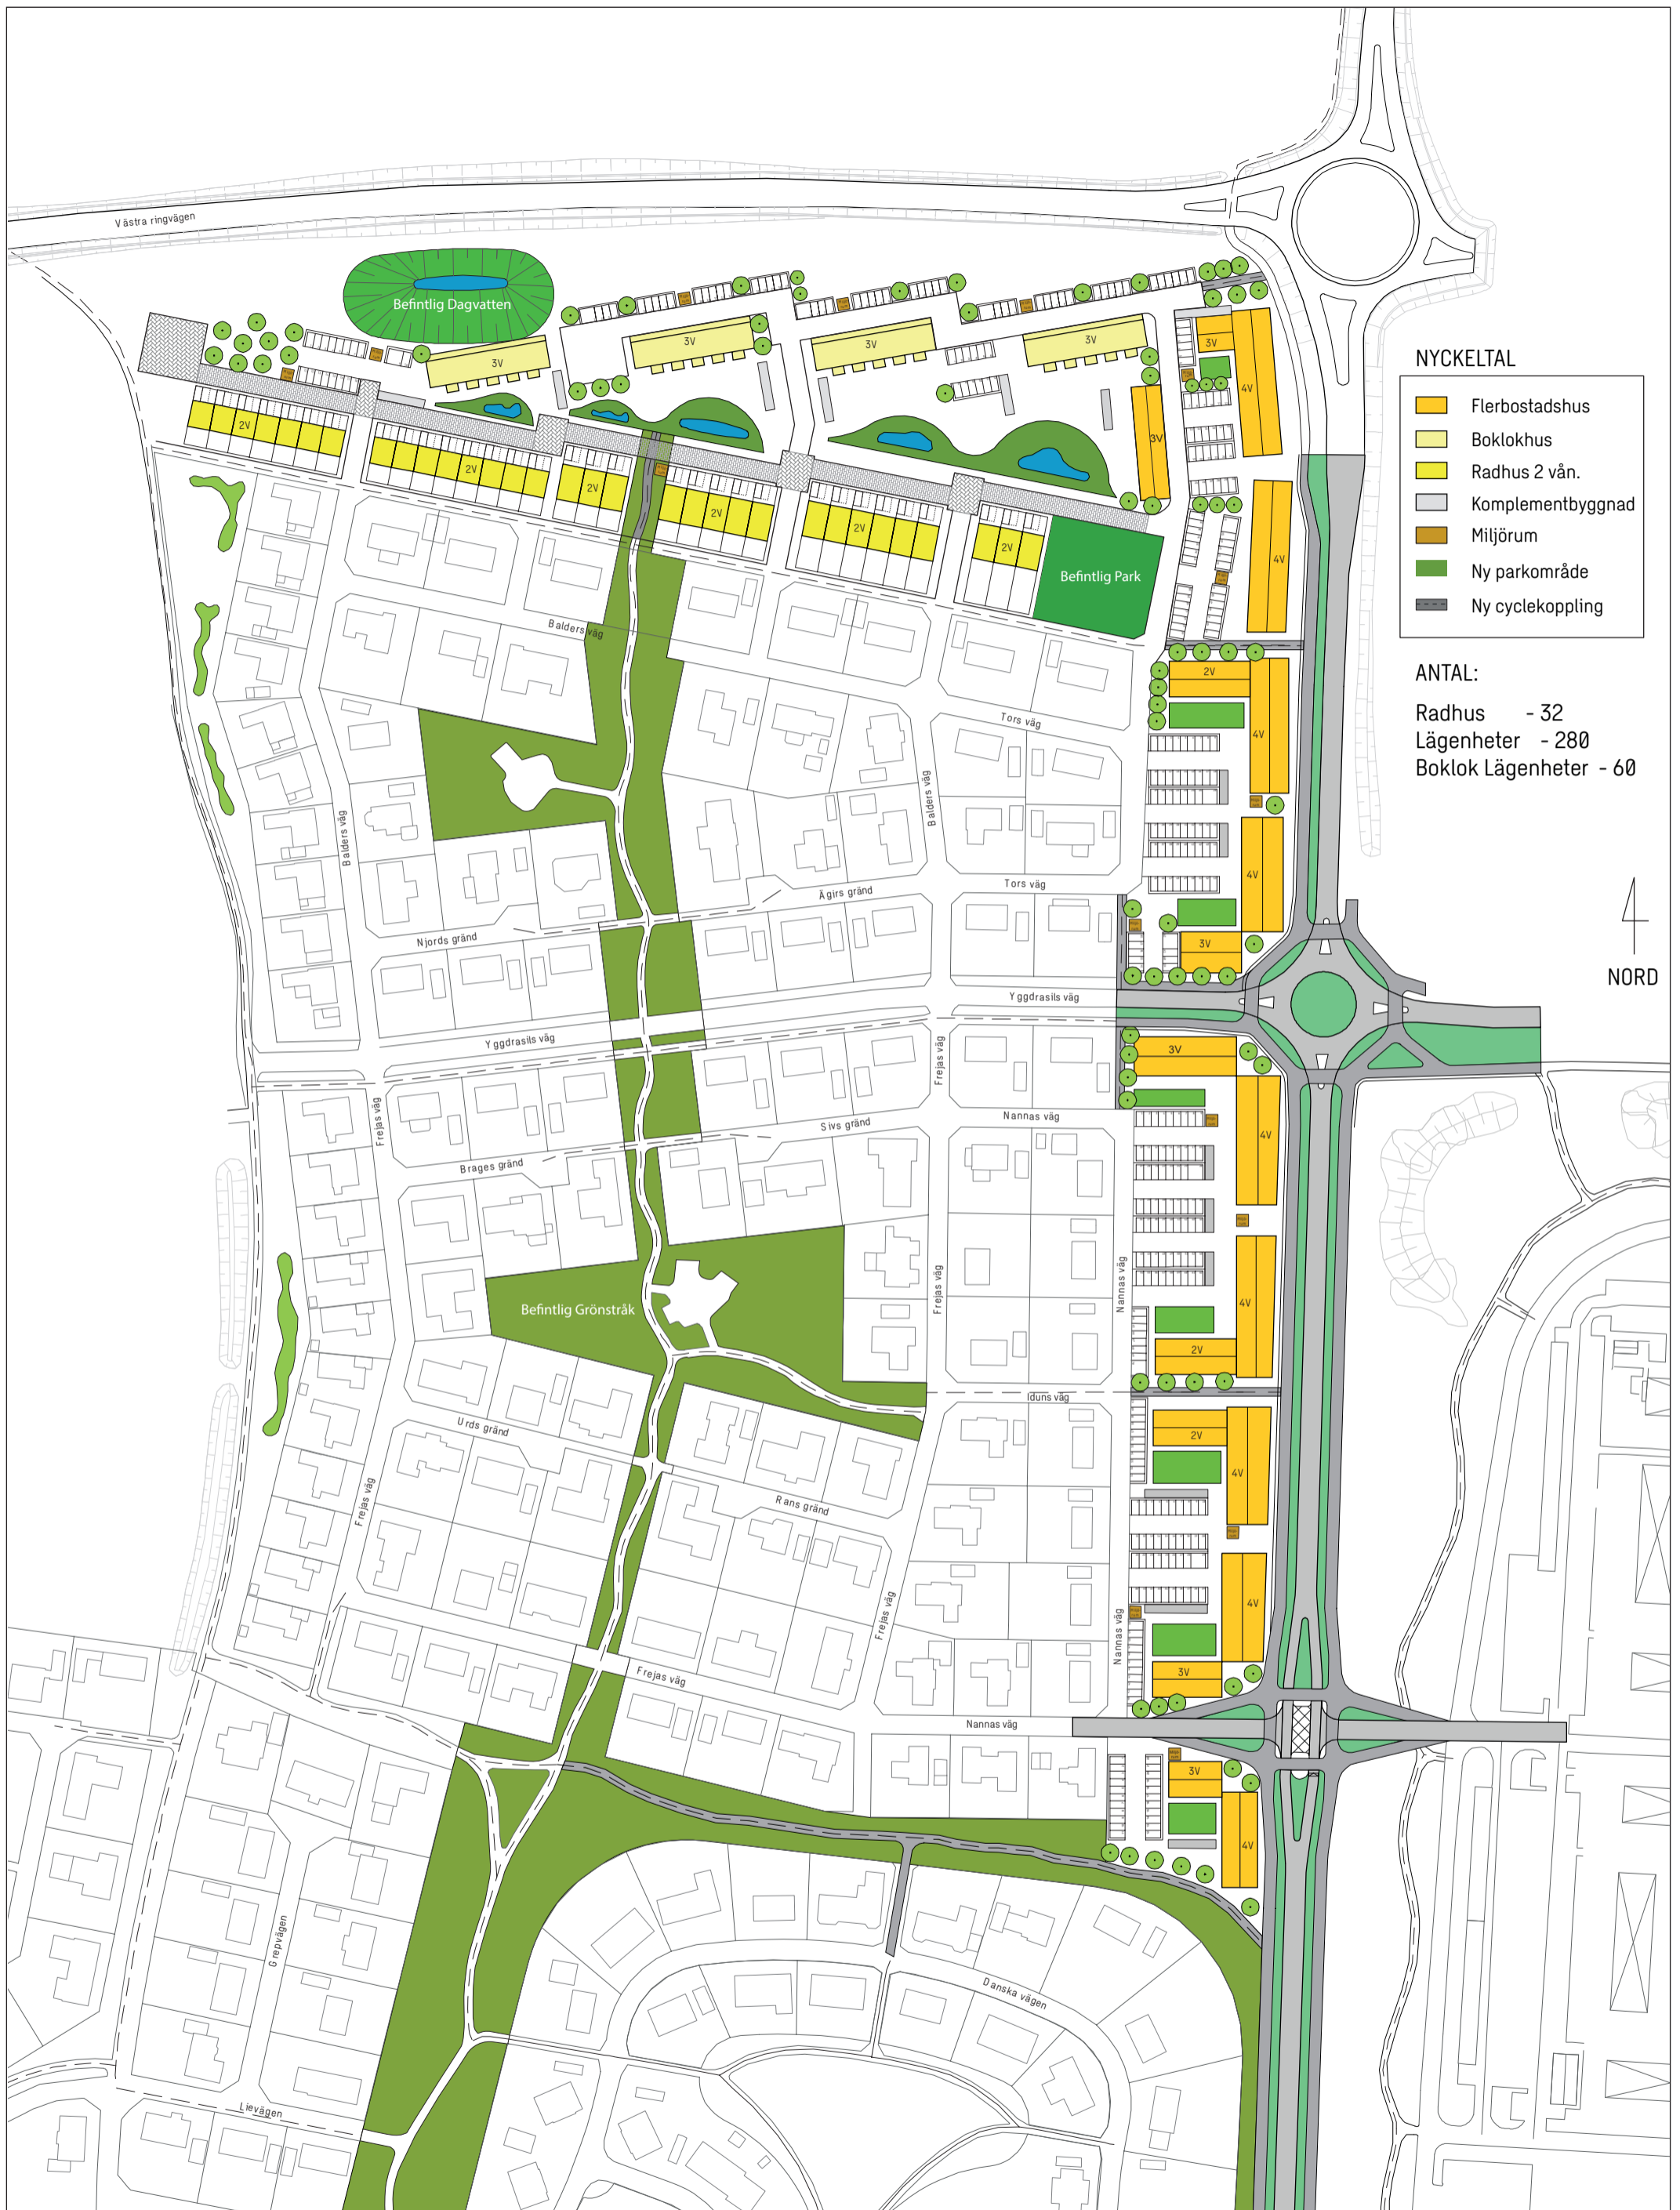 Västra ringvägen
Befintlig Dagvatten
3V
3V
3V
3V
3V
4V
NYCKELTAL
Flerbostadshus
Boklokhus
Radhus 2 vån.
Komplementbyggnad
Miljörum
Ny parkområde
Ny cyclekoppling
2V
2V
2V
2V
2V
2V
3V
4V
Befintlig Park
ANTAL:
Radhus - 32
Lägenheter - 280
Boklok Lägenheter - 60
Balders väg
2V
4V
Tors väg
Balders väg
Balders väg
4V
Tors väg
Ägirs gränd
Njords gränd
3V
NORD
Yggdrasils väg
Yggdrasils väg
Frejas väg
3V
Frejas väg
Nannas väg
Sivs gränd
4V
Brages gränd
Frejas väg
Nannas väg
Befintlig Grönstråk
4V
2V
Iduns väg
Urds gränd
2V
4V
Frejas väg
Rans gränd
4V
Frejas väg
Nannas väg
3V
Frejas väg
Nannas väg
3V
4V
Grepvägen
Danska vägen
Lievägen